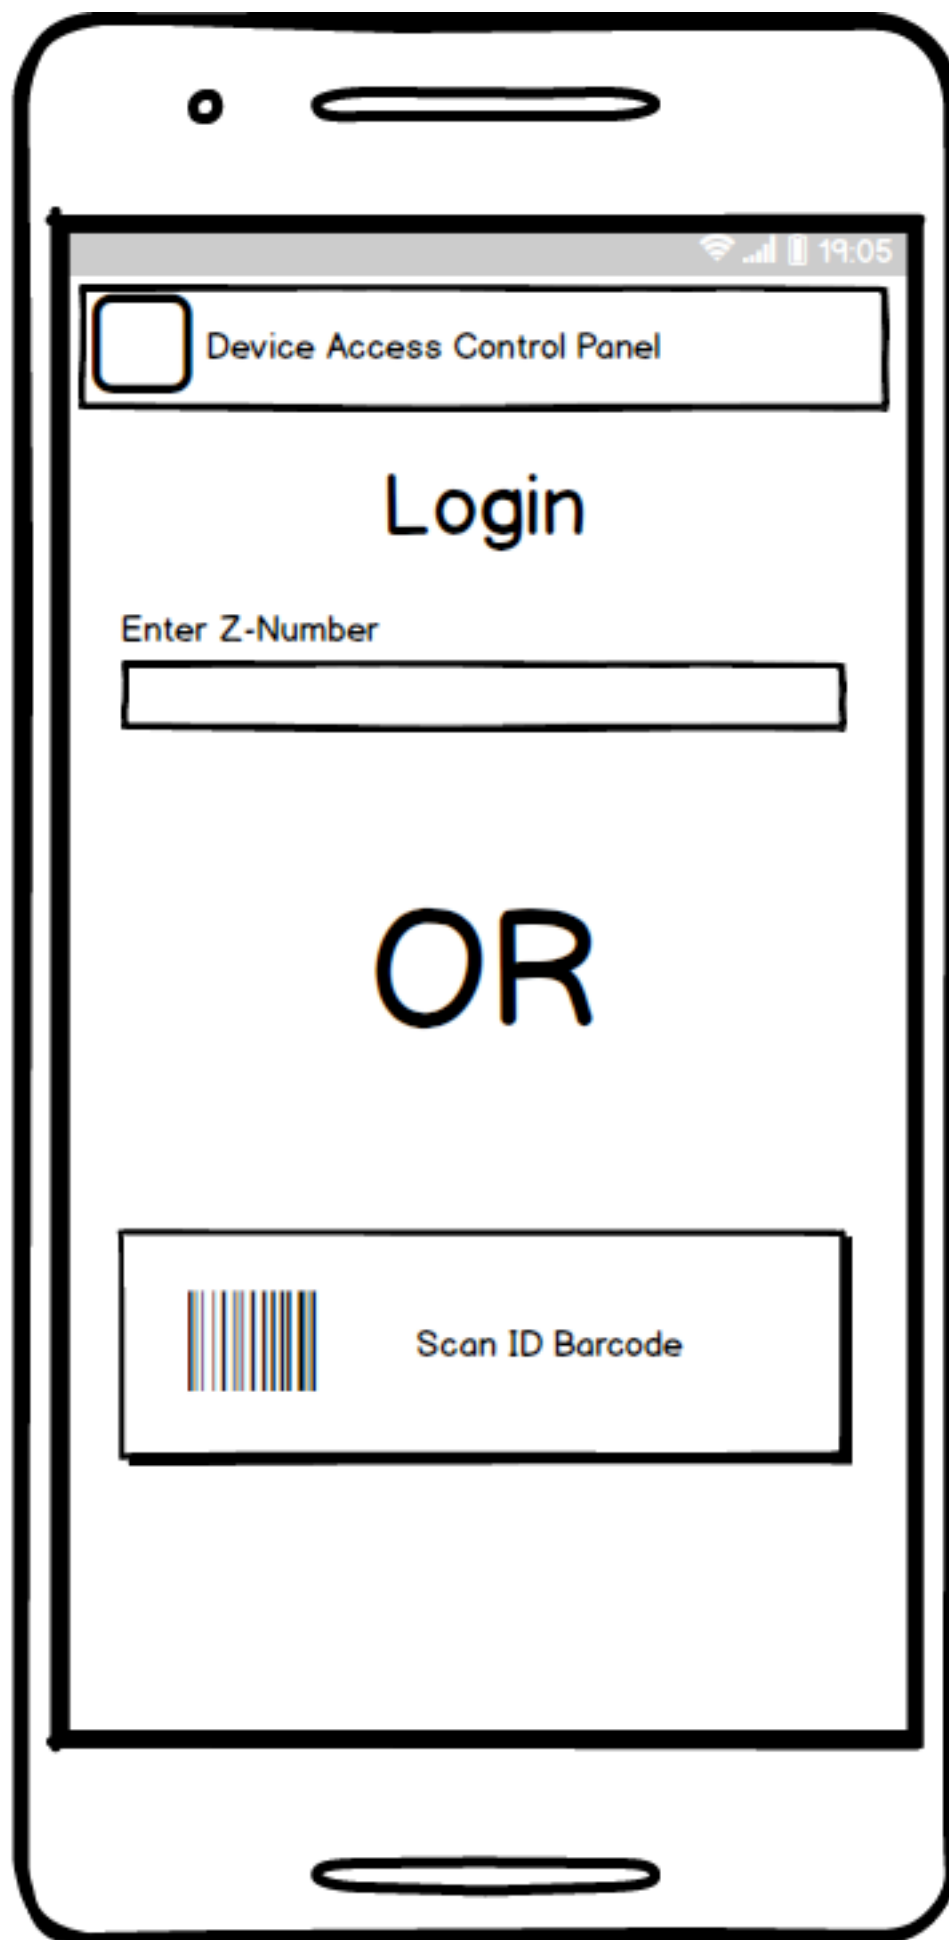 19:05
Device Access Control Panel
Login
Enter Z-Number
OR
Scan ID Barcode